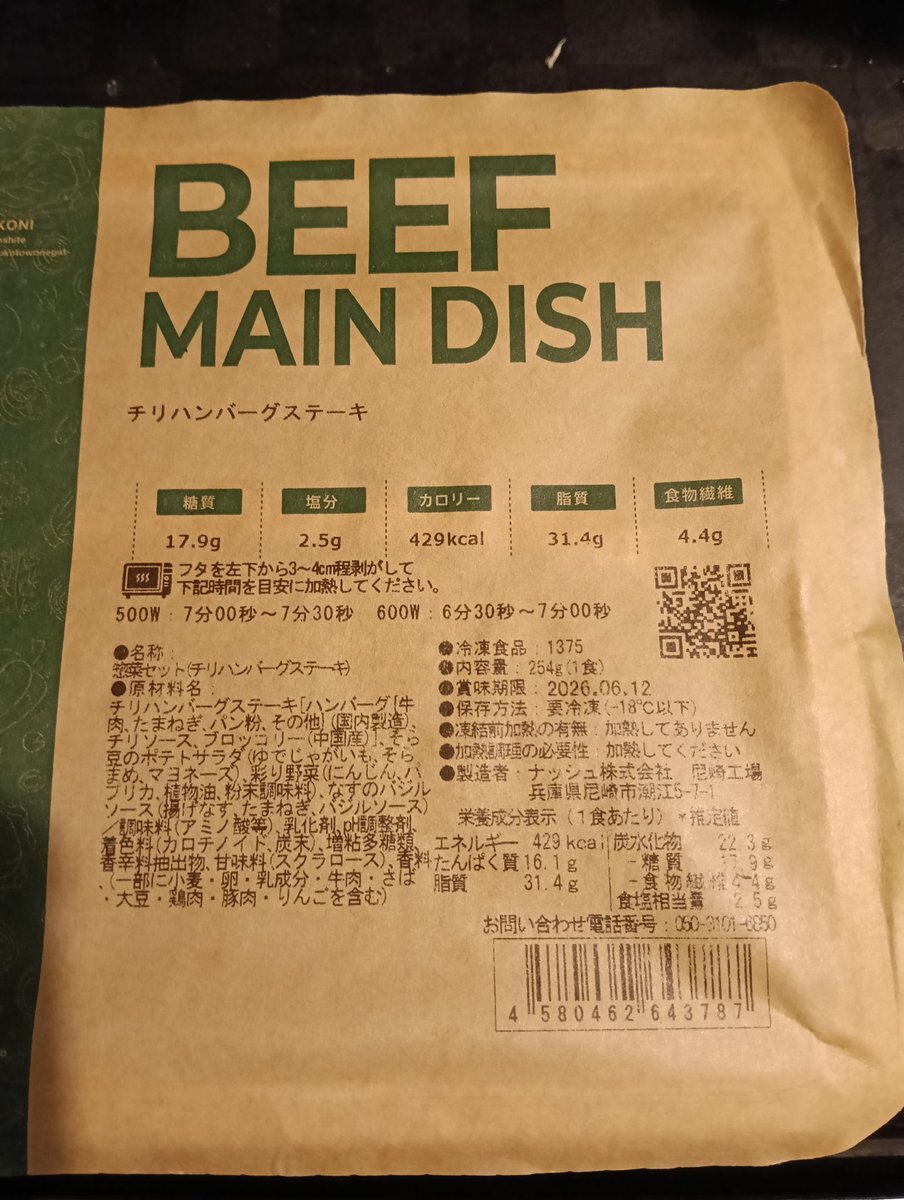 KONI
BEEF
MAIN DISH
チリハンバーグステーキ
糖質 塩分 カロリー 脂質 食物繊維
17.9g 2.5g 429kcal 31.4g 4.4g
フタを左下から3~4cm程剥がして
下記時間を目安に加熱してください。
500W : 7分00秒~7分30秒 600W : 6分30秒~7分00秒
●名称 :
惣菜セット(チリハンバーグステーキ)
●原材料名 :
チリハンバーグステーキ[ハンバーグ[牛
肉、たまねぎ、パン粉、その他](国内製造)、
チリソース、ブロッコリー(中国産)]、そら
豆のポテトサラダ(ゆでじゃがいも、そら
まめ、マヨネーズ)、彩り野菜(にんじん、パ
プリカ、植物油、粉末調味料)、なすのバジル
ソース(揚げなす、たまねぎ、バジルソース)
/調味料(アミノ酸等)、乳化剤、pH調整剤、
着色料(カロチノイド、炭末)、増粘多糖類、
香辛料抽出物、甘味料(スクラロース)、香料
、(一部に小麦・卵・乳成分・牛肉・さば
・大豆・鶏肉・豚肉・りんごを含む)
●冷凍食品 : 1375
●内容量 : 254g(1食)
●賞味期限 : 2026.06.12
●保存方法 : 要冷凍(-18℃以下)
●凍結前加熱の有無 : 加熱してありません
●加熱調理の必要性 : 加熱してください
●製造者 : ナッシュ株式会社 尼崎工場
兵庫県尼崎市潮江5-7-1
栄養成分表示(1食あたり) *推定値
エネルギー 429 kcal 炭水化物 22.3g
たんぱく質 16.1g -糖質 17.9g
脂質 31.4g -食物繊維 4.4g
食塩相当量 2.5g
お問い合わせ電話番号 : 050-3101-6850
4 580462 643787